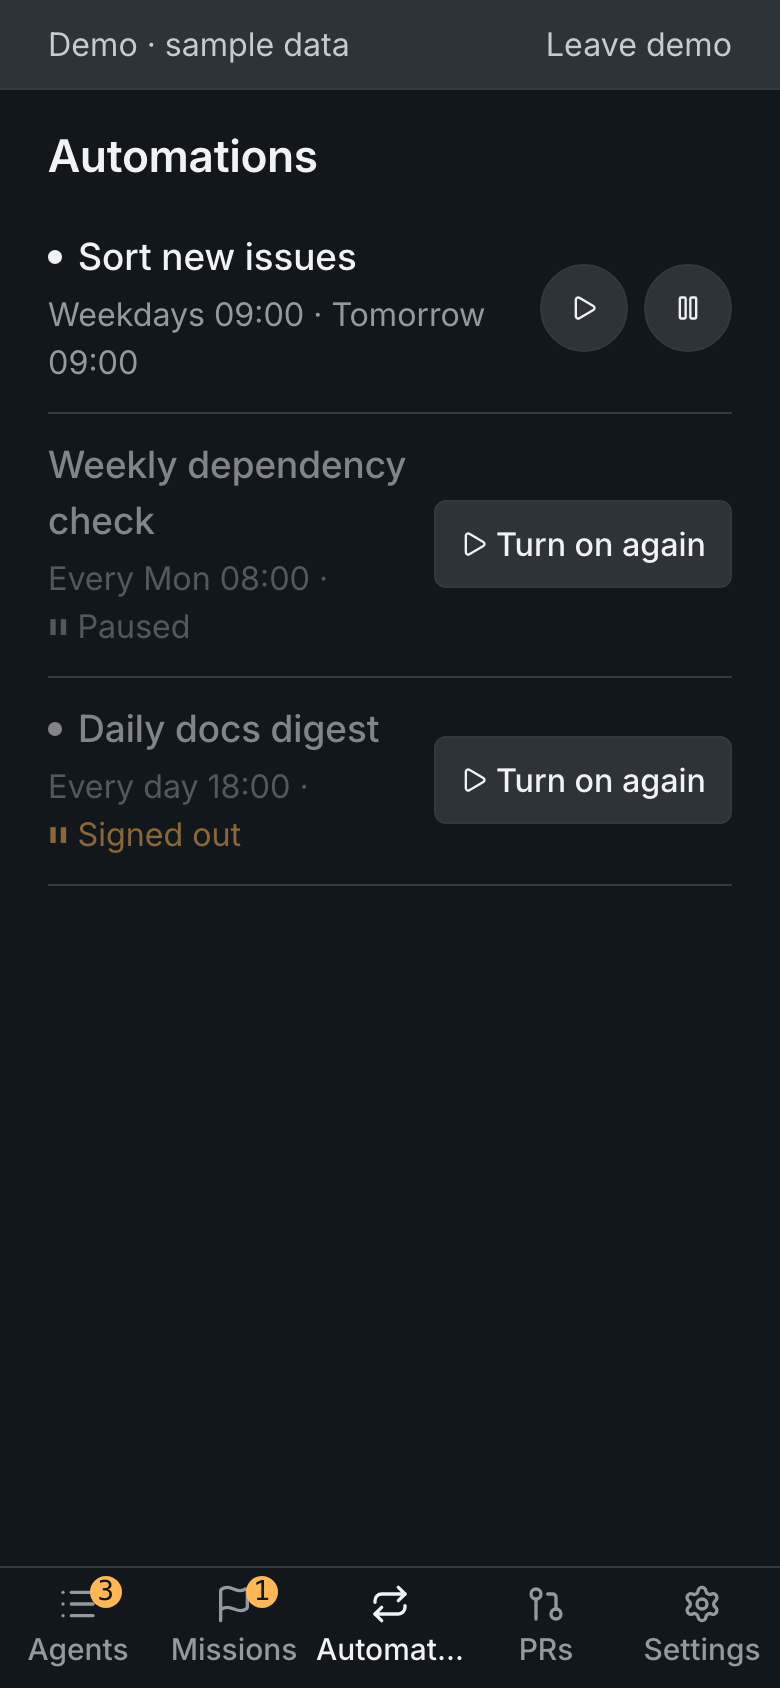 Demo · sample data
Leave demo
Automations
Sort new issues
Weekdays 09:00 · Tomorrow
09:00
Weekly dependency
check
Every Mon 08:00 ·
Paused
Turn on again
Daily docs digest
Every day 18:00 ·
Signed out
Turn on again
3
1
Agents
Missions
Automat...
PRs
Settings